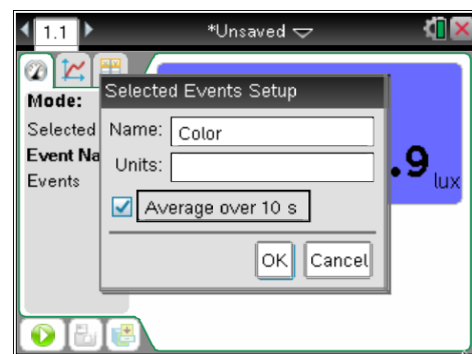 1.1
*Unsaved
Selected Events Setup
Mode:
Selected
Name: Color
Event Na
Units:
Events
.9 lux
Average over 10 s
OK Cancel